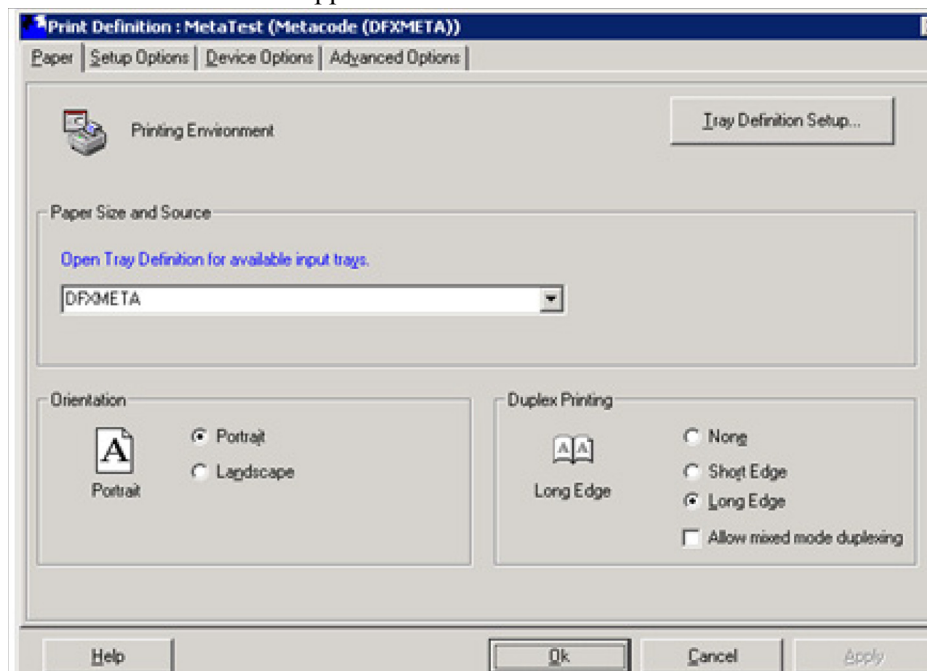 Print Definition : MetaTest (Metacode (DFXMETA))
Paper Setup Options Device Options Advanced Options
Printing Environment
Tray Definition Setup...
Paper Size and Source
Open Tray Definition for available input trays.
DFXMETA
Orientation
A
Portrait
Portrait
Landscape
Duplex Printing
A A
Long Edge
None
Short Edge
Long Edge
Allow mixed mode duplexing
Help
Ok
Cancel
Apply